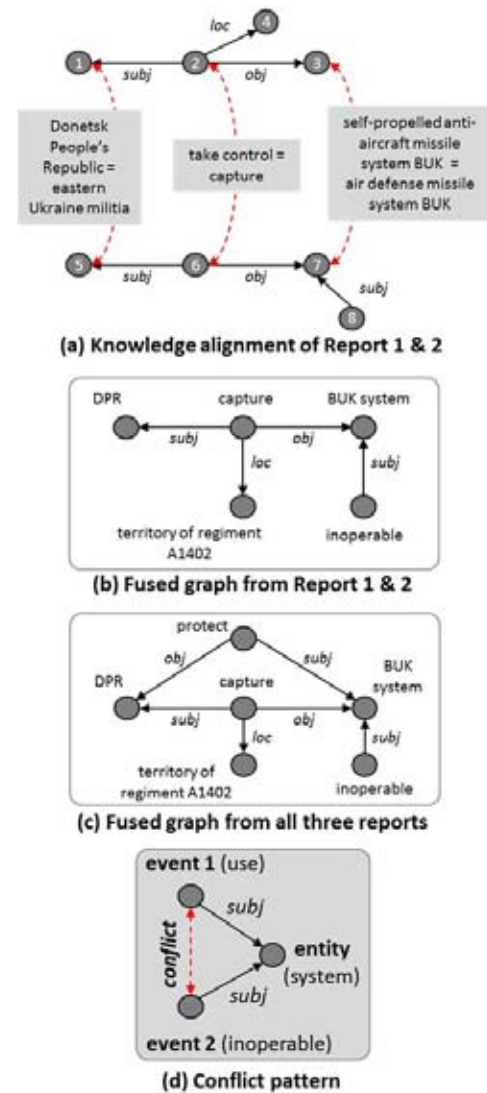 4
loc
1
2
3
subj
obj
Donetsk
People's
Republic =
eastern
Ukraine militia
take control =
capture
self-propelled anti-
aircraft missile
system BUK =
air defense missile
system BUK
5
6
7
subj
obj
subj
8
(a) Knowledge alignment of Report 1 & 2
DPR
capture
BUK system
subj
obj
loc
subj
territory of regiment
A1402
inoperable
(b) Fused graph from Report 1 & 2
protect
obj
subj
DPR
capture
BUK
system
subj
obj
loc
subj
territory of
regiment A1402
inoperable
(c) Fused graph from all three reports
event 1 (use)
subj
conflict
entity
(system)
subj
event 2 (inoperable)
(d) Conflict pattern